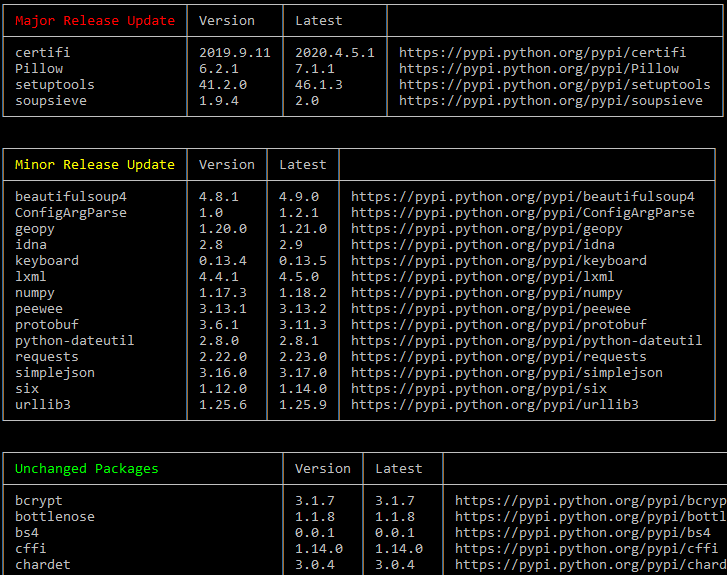 Major Release Update Version Latest
certifi 2019.9.11 2020.4.5.1 https://pypi.python.org/pypi/certifi
Pillow 6.2.1 7.1.1 https://pypi.python.org/pypi/Pillow
setuptools 41.2.0 46.1.3 https://pypi.python.org/pypi/setuptools
soupsieve 1.9.4 2.0 https://pypi.python.org/pypi/soupsieve
Minor Release Update Version Latest
beautifulsoup4 4.8.1 4.9.0 https://pypi.python.org/pypi/beautifulsoup4
ConfigArgParse 1.0 1.2.1 https://pypi.python.org/pypi/ConfigArgParse
geopy 1.20.0 1.21.0 https://pypi.python.org/pypi/geopy
idna 2.8 2.9 https://pypi.python.org/pypi/idna
keyboard 0.13.4 0.13.5 https://pypi.python.org/pypi/keyboard
lxml 4.4.1 4.5.0 https://pypi.python.org/pypi/lxml
numpy 1.17.3 1.18.2 https://pypi.python.org/pypi/numpy
peewee 3.13.1 3.13.2 https://pypi.python.org/pypi/peewee
protobuf 3.6.1 3.11.3 https://pypi.python.org/pypi/protobuf
python-dateutil 2.8.0 2.8.1 https://pypi.python.org/pypi/python-dateutil
requests 2.22.0 2.23.0 https://pypi.python.org/pypi/requests
simplejson 3.16.0 3.17.0 https://pypi.python.org/pypi/simplejson
six 1.12.0 1.14.0 https://pypi.python.org/pypi/six
urllib3 1.25.6 1.25.9 https://pypi.python.org/pypi/urllib3
Unchanged Packages Version Latest
bcrypt 3.1.7 3.1.7 https://pypi.python.org/pypi/bcryp
bottlenose 1.1.8 1.1.8 https://pypi.python.org/pypi/bottl
bs4 0.0.1 0.0.1 https://pypi.python.org/pypi/bs4
cffi 1.14.0 1.14.0 https://pypi.python.org/pypi/cffi
chardet 3.0.4 3.0.4 https://pypi.python.org/pypi/chard